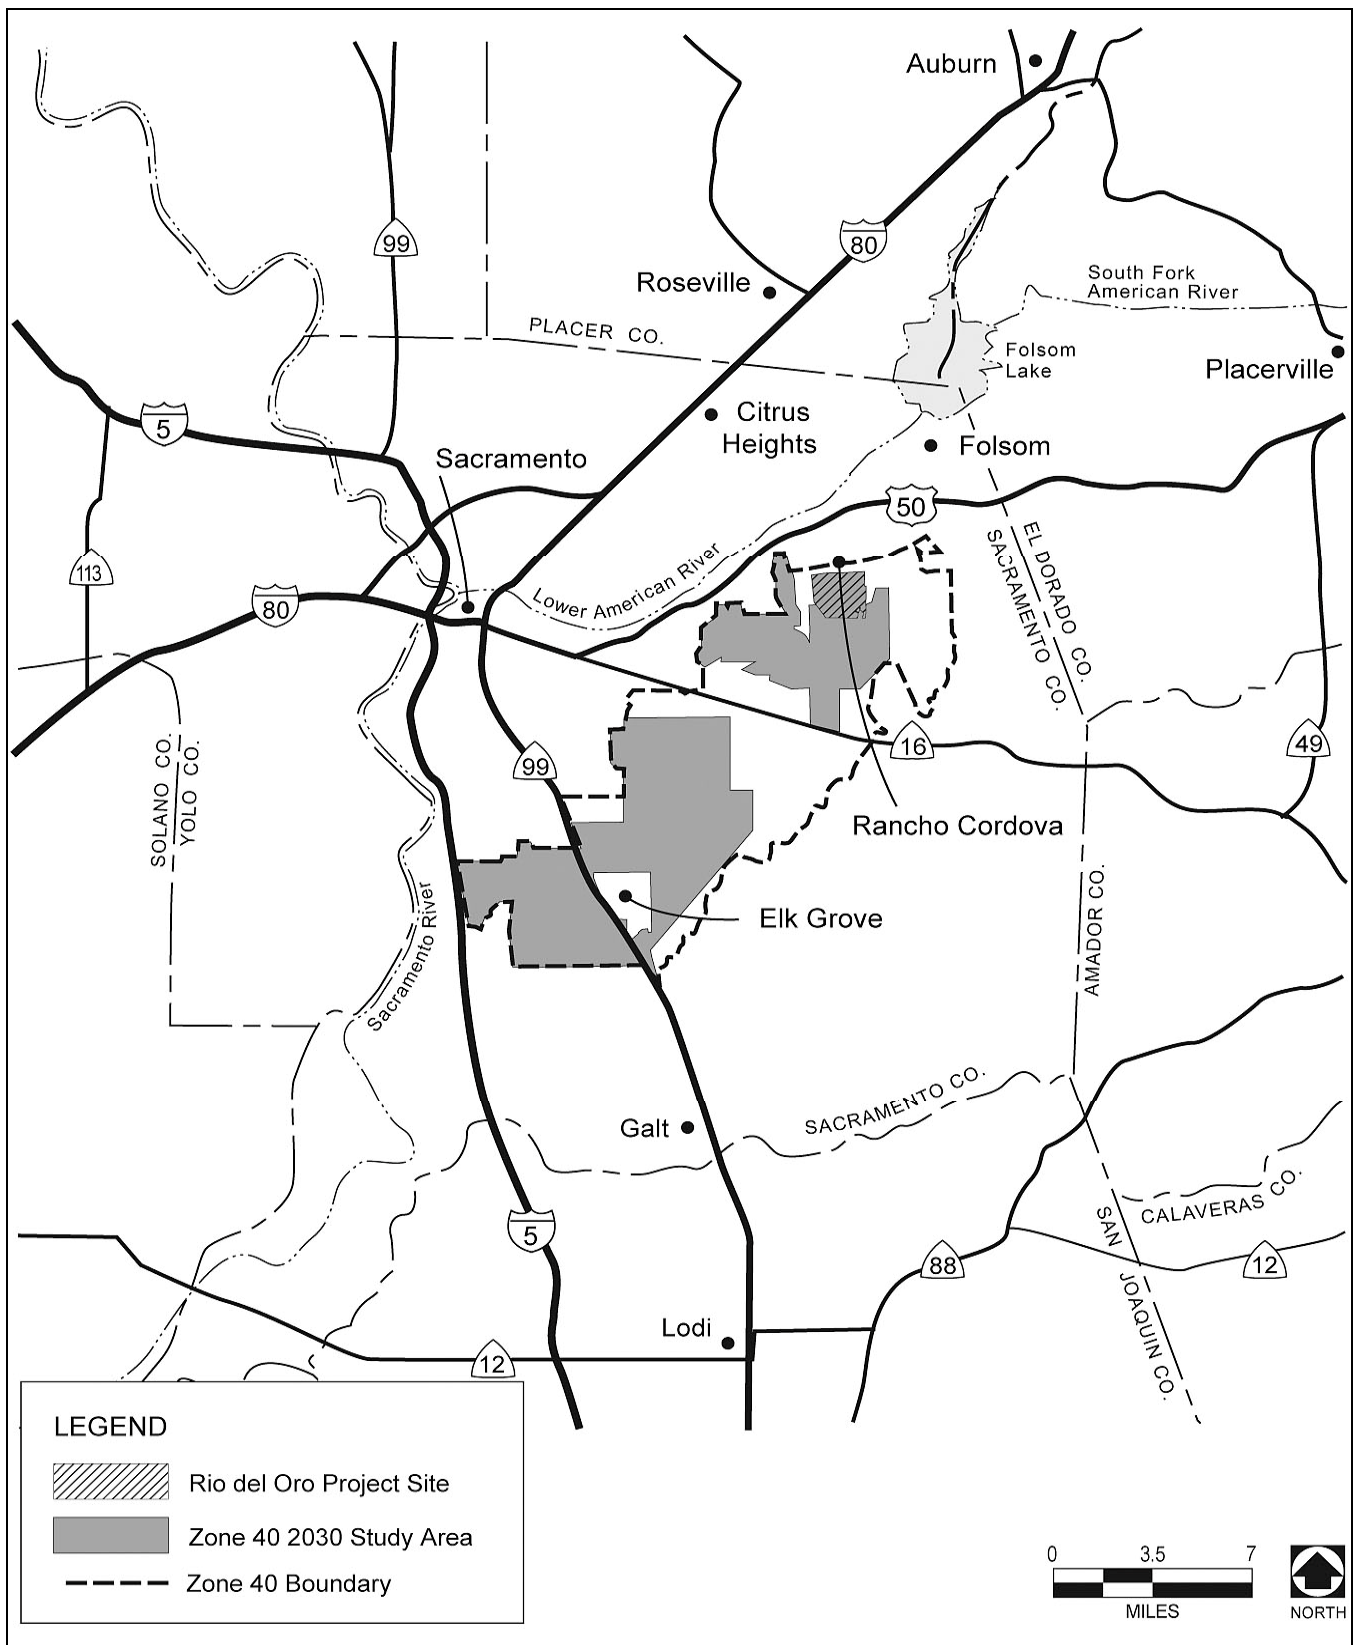 Auburn
99
80
Roseville
South Fork
American River
PLACER CO.
Folsom
Lake
Placerville
5
Citrus
Heights
Sacramento
Folsom
50
EL DORADO CO.
SACRAMENTO CO.
113
80
Lower American River
SOLANO CO.
YOLO CO.
99
16
49
Rancho Cordova
Sacramento River
Elk Grove
AMADOR CO.
Galt
SACRAMENTO CO.
CALAVERAS CO.
SAN
JOAQUIN CO.
5
88
12
Lodi
12
LEGEND
Rio del Oro Project Site
Zone 40 2030 Study Area
Zone 40 Boundary
0 3.5 7
MILES
NORTH